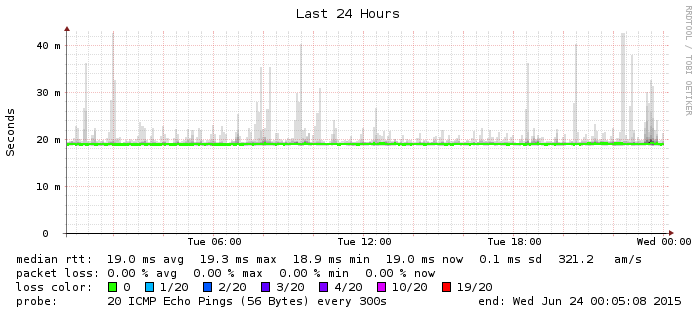 Last 24 Hours
RRDTOOL / TOBI OETIKER
Seconds
40 m
30 m
20 m
10 m
0
Tue 06:00 Tue 12:00 Tue 18:00 Wed 00:00
median rtt: 19.0 ms avg 19.3 ms max 18.9 ms min 19.0 ms now 0.1 ms sd 321.2 am/s
packet loss: 0.00 % avg 0.00 % max 0.00 % min 0.00 % now
loss color: 0 1/20 2/20 3/20 4/20 10/20 19/20
probe: 20 ICMP Echo Pings (56 Bytes) every 300s end: Wed Jun 24 00:05:08 2015